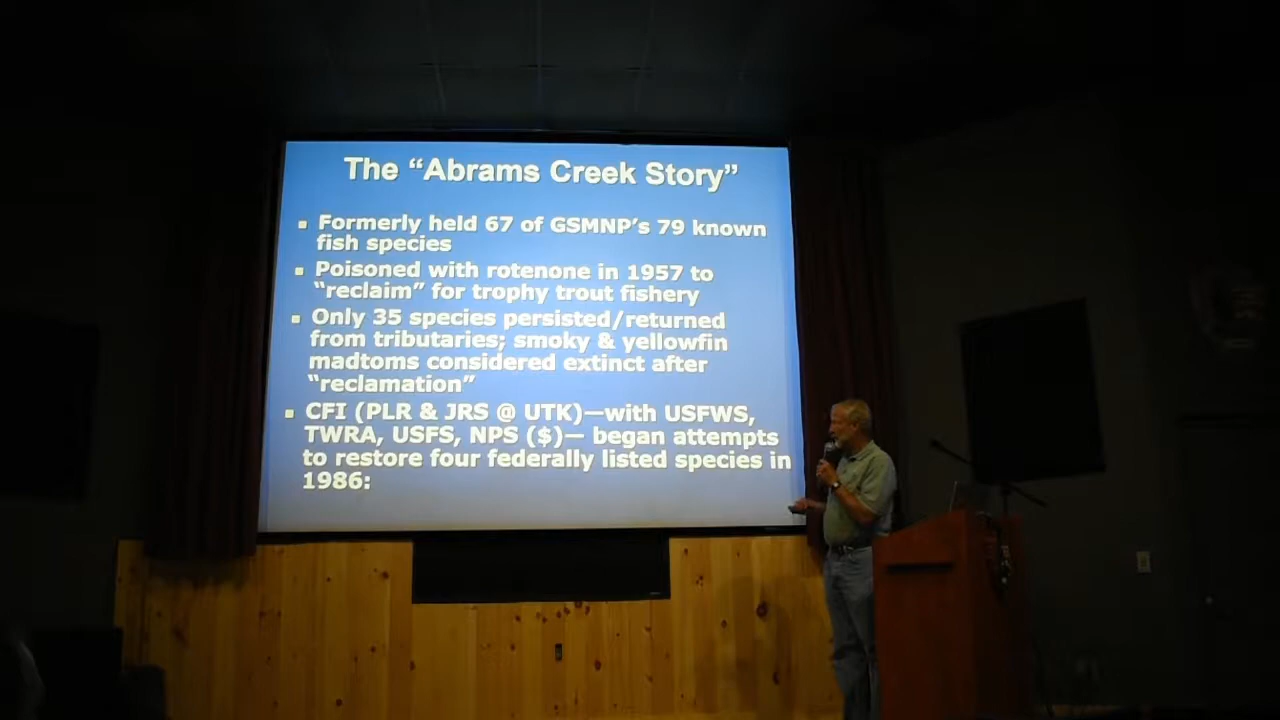 The “Abrams Creek Story”
▪ Formerly held 67 of GSMNP’s 79 known
fish species
▪ Poisoned with rotenone in 1957 to
“reclaim” for trophy trout fishery
▪ Only 35 species persisted/returned
from tributaries; smoky & yellowfin
madtoms considered extinct after
“reclamation”
▪ CFI (PLR & JRS @ UTK)—with USFWS,
TWRA, USFS, NPS ($)— began attempts
to restore four federally listed species in
1986: